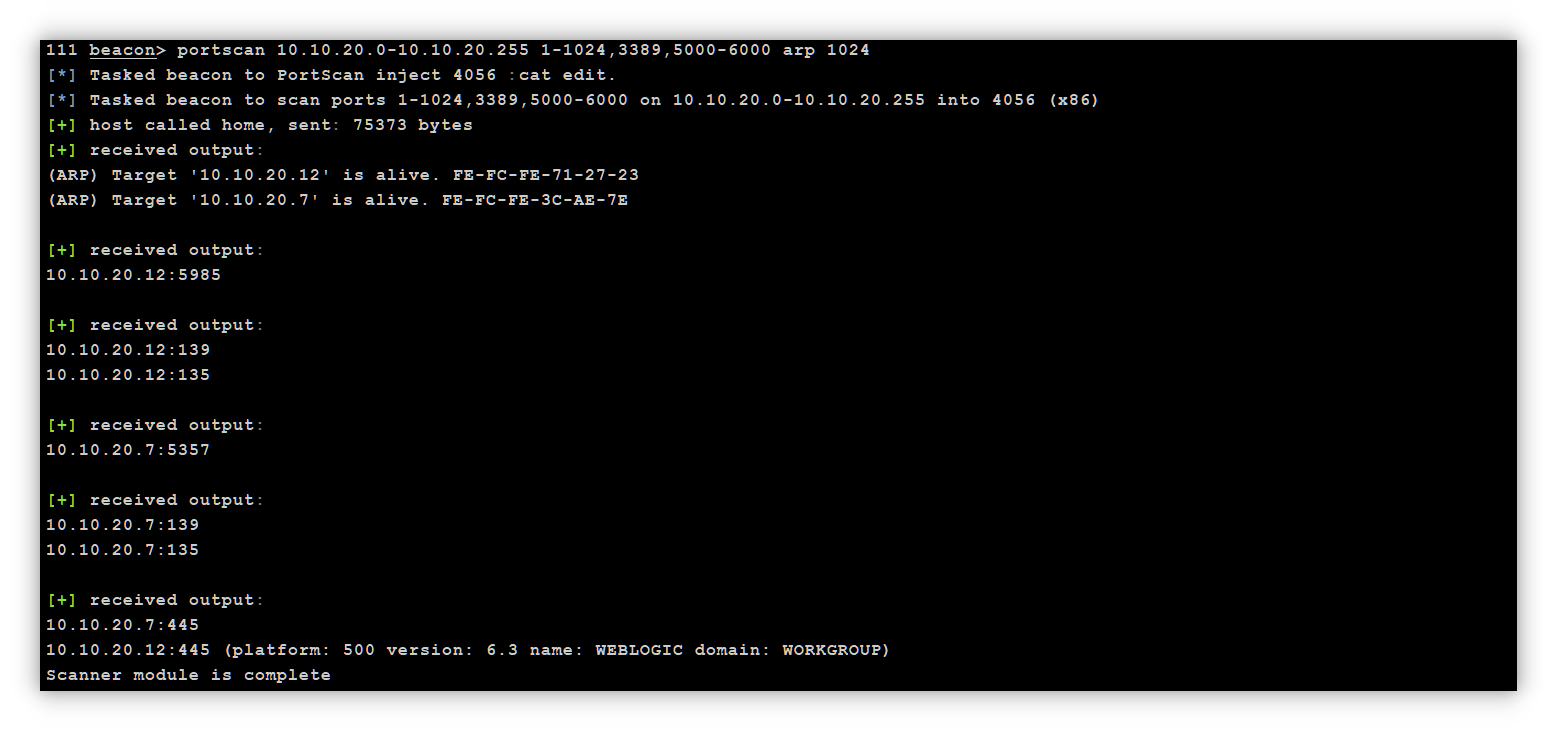 111 beacon> portscan 10.10.20.0-10.10.20.255 1-1024,3389,5000-6000 arp 1024
[*] Tasked beacon to PortScan inject 4056 :cat edit.
[*] Tasked beacon to scan ports 1-1024,3389,5000-6000 on 10.10.20.0-10.10.20.255 into 4056 (x86)
[+] host called home, sent: 75373 bytes
[+] received output:
(ARP) Target '10.10.20.12' is alive. FE-FC-FE-71-27-23
(ARP) Target '10.10.20.7' is alive. FE-FC-FE-3C-AE-7E
[+] received output:
10.10.20.12:5985
[+] received output:
10.10.20.12:139
10.10.20.12:135
[+] received output:
10.10.20.7:5357
[+] received output:
10.10.20.7:139
10.10.20.7:135
[+] received output:
10.10.20.7:445
10.10.20.12:445 (platform: 500 version: 6.3 name: WEBLOGIC domain: WORKGROUP)
Scanner module is complete